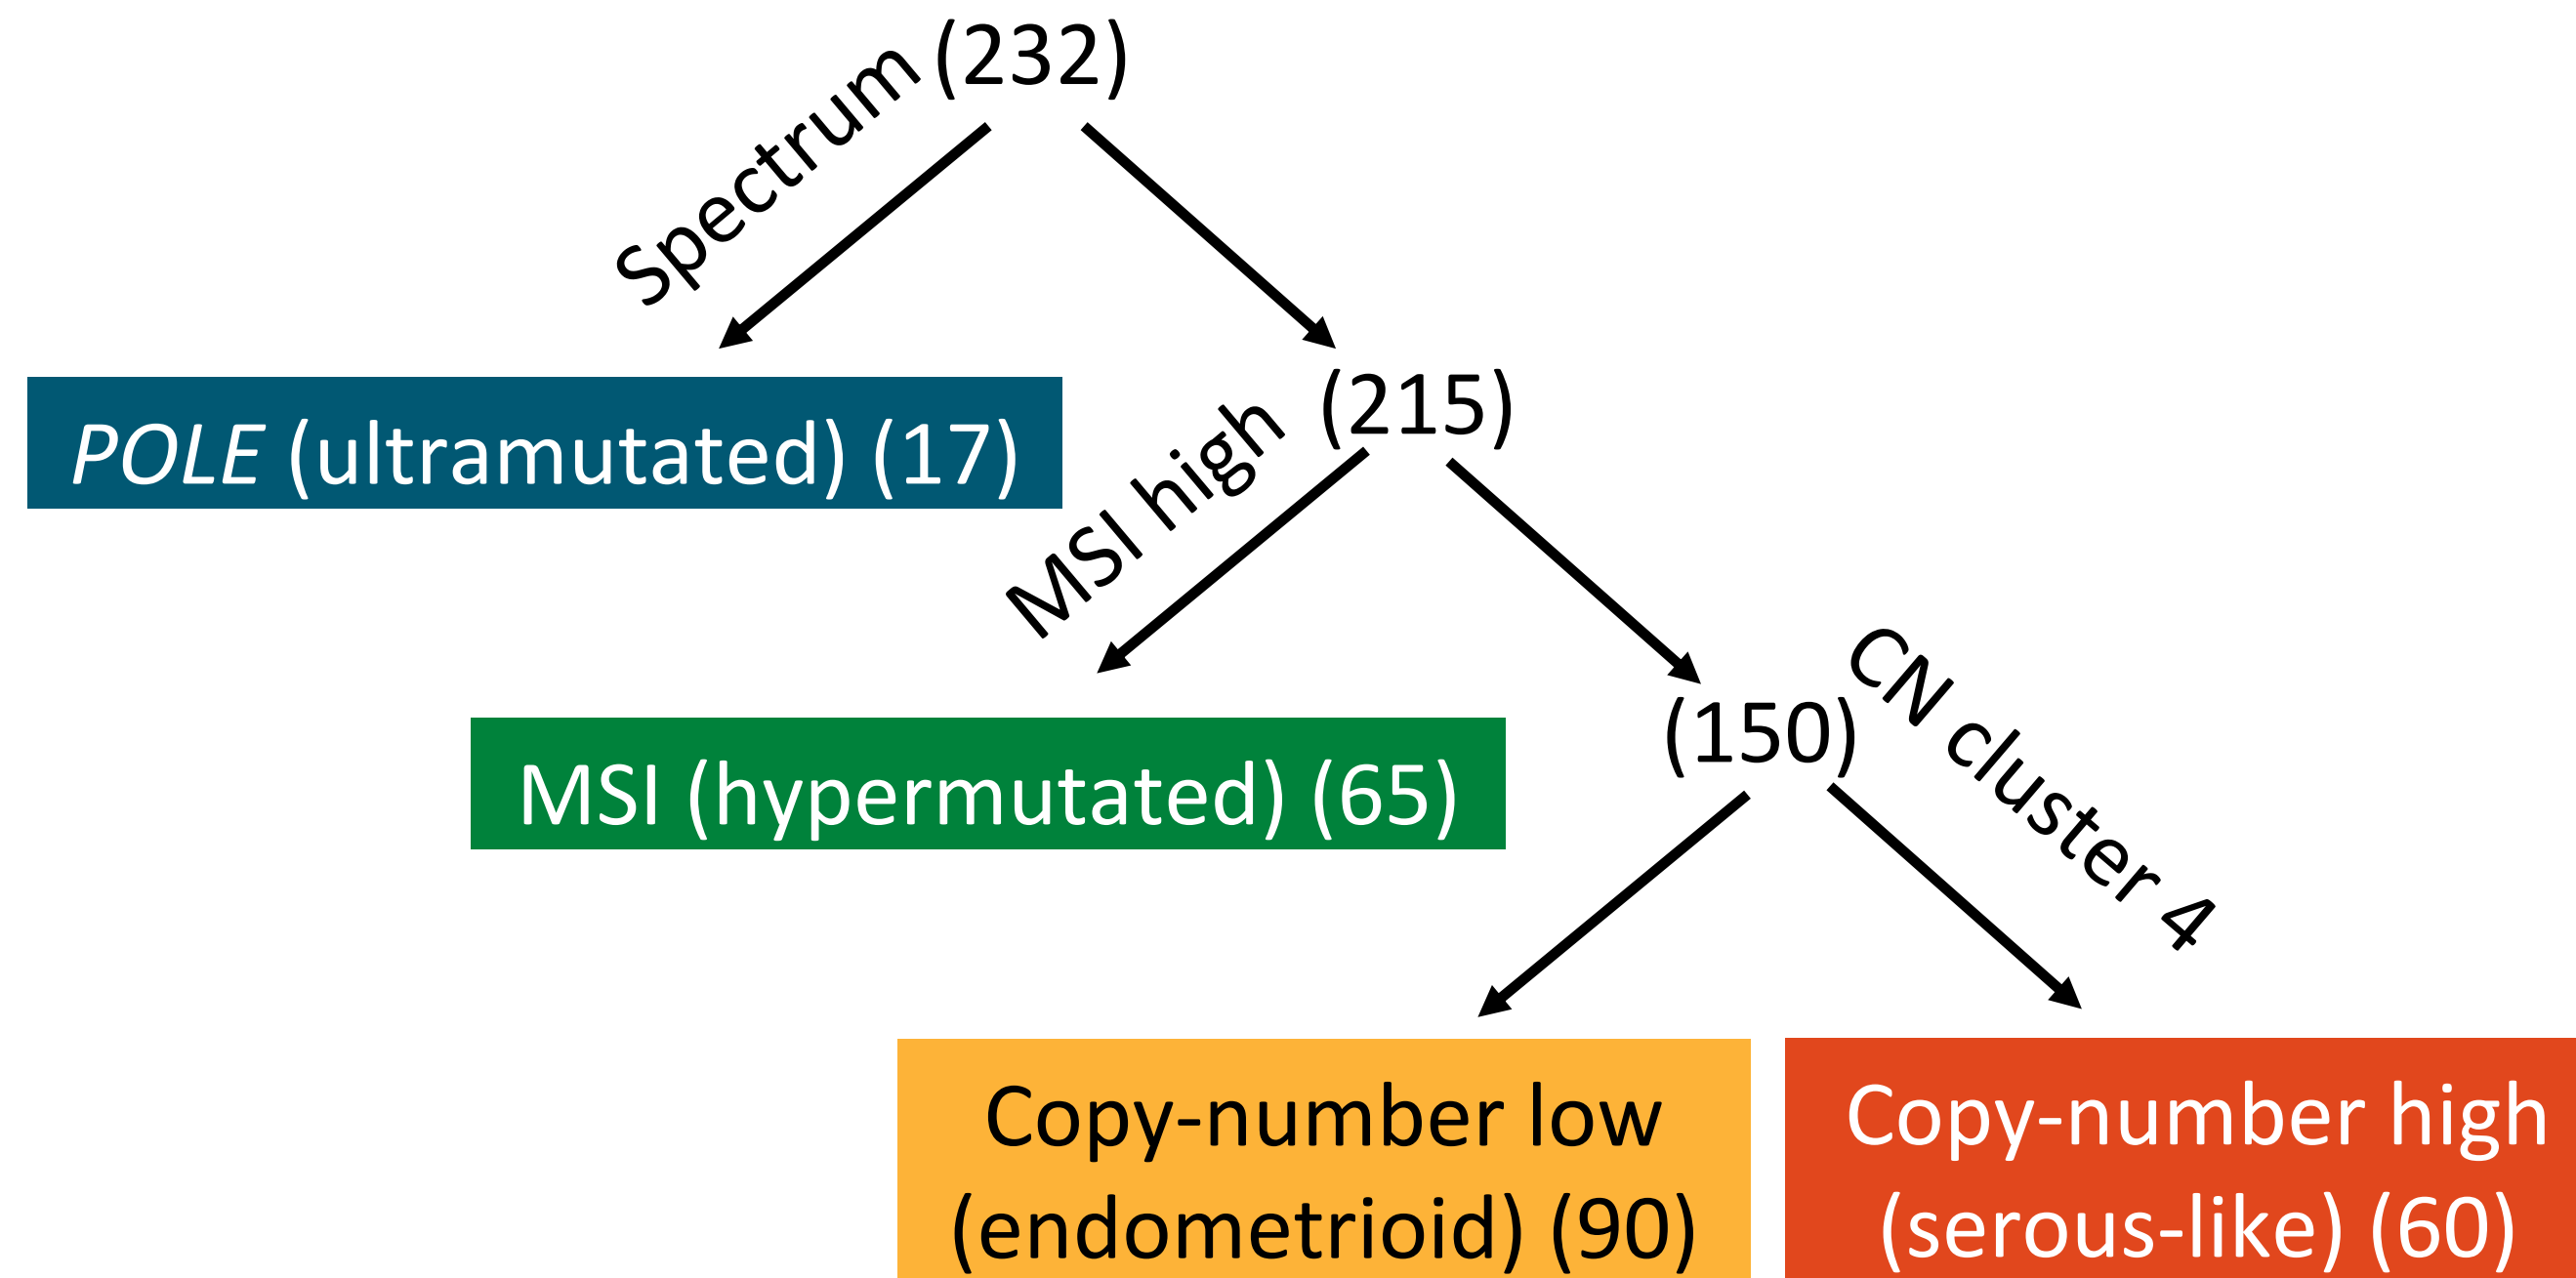 (232)
Spectrum
POLE (ultramutated) (17)
(215)
MSI high
MSI (hypermutated) (65)
(150)
CN cluster 4
Copy-number low
(endometrioid) (90)
Copy-number high
(serous-like) (60)